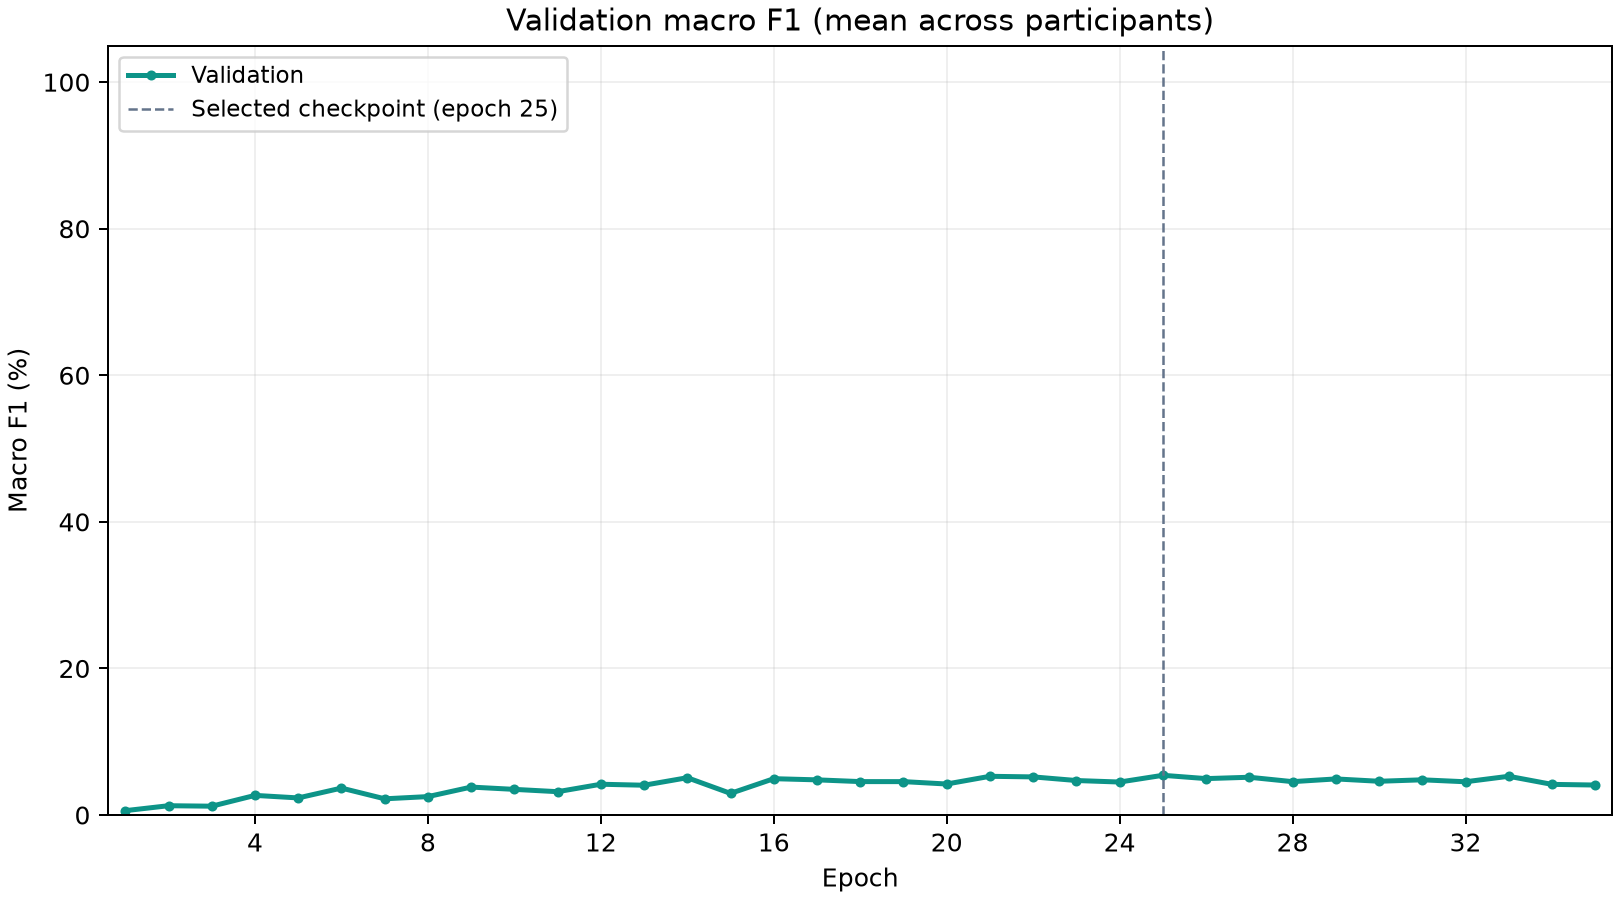 Validation macro F1 (mean across participants)
Validation
Selected checkpoint (epoch 25)
Macro F1 (%)
100
80
60
40
20
0
4 8 12 16 20 24 28 32
Epoch